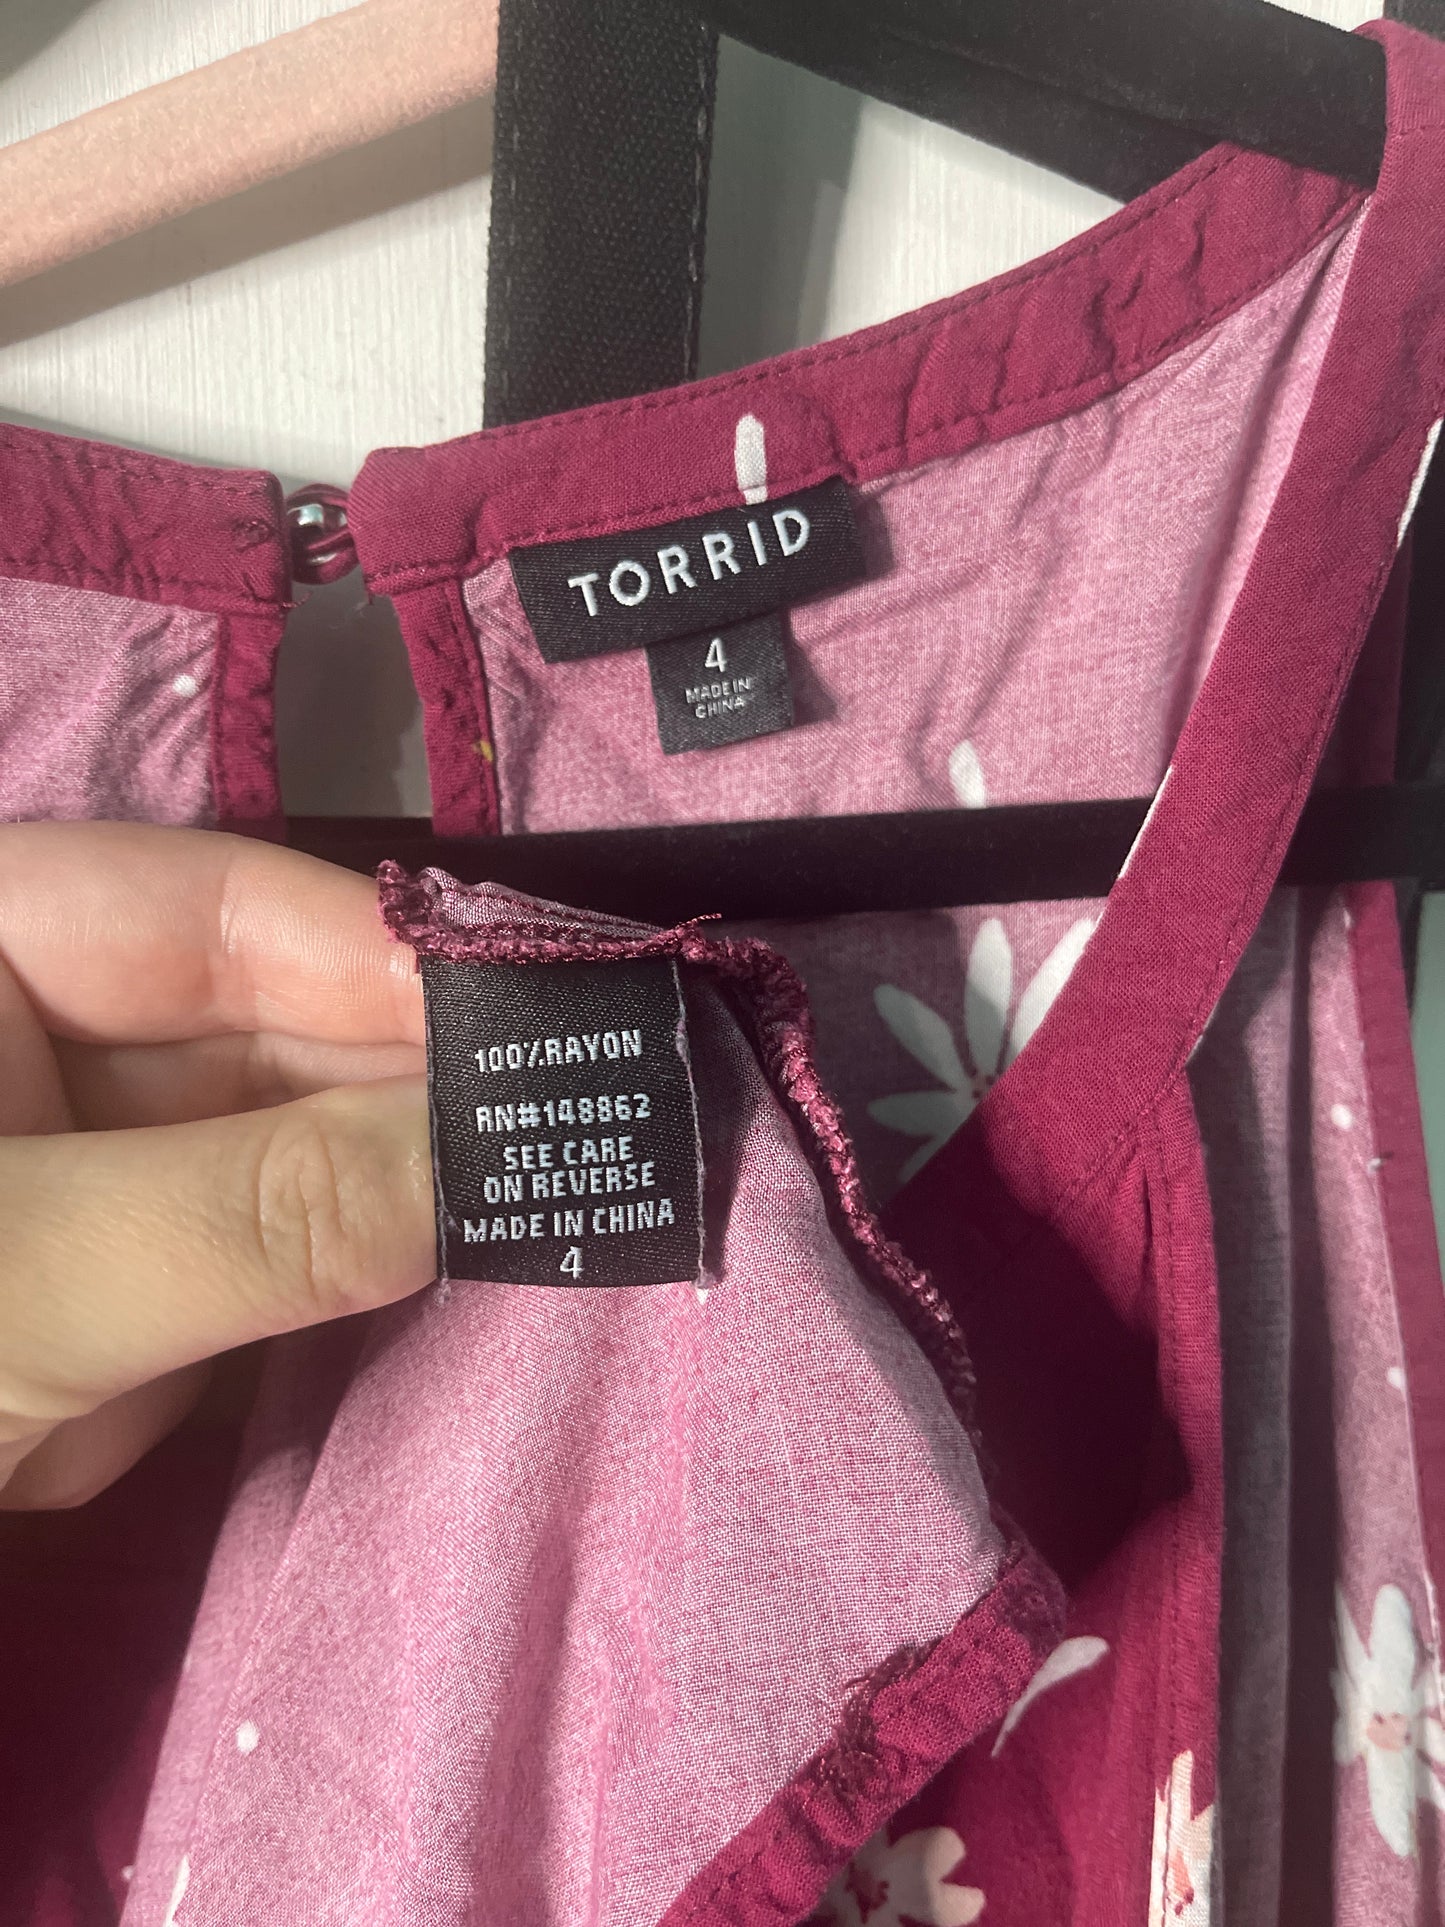 TORRID
4
MADE IN
CHINA
100%RAYON
RN#148862
SEE CARE
ON REVERSE
MADE IN CHINA
4